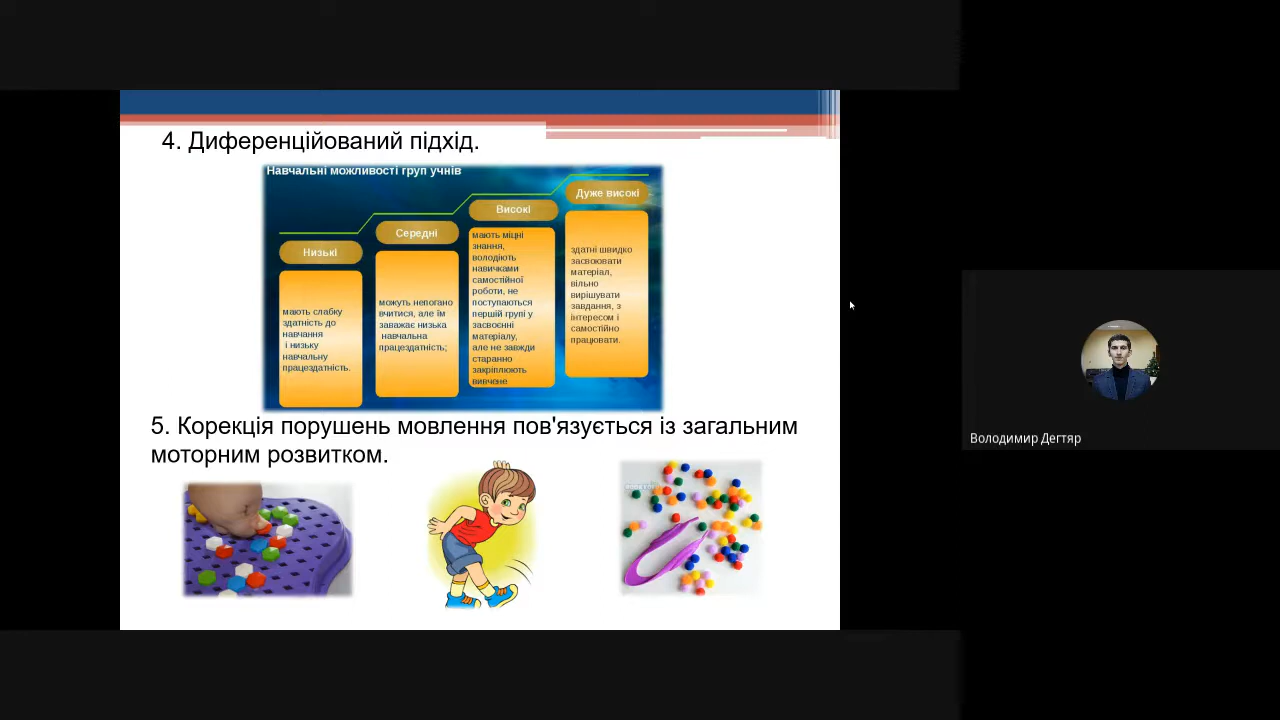 4. Диференційований підхід.
Навчальні можливості груп учнів
Низькі
мають слабку
здатність до
навчання
і низьку
навчальну
працездатність.
Середні
можуть непогано
вчитися, але їм
заважає низька
навчальна
працездатність;
Високі
мають міцні
знання,
володіють
навичками
самостійної
роботи, не
поступаються
першій групі у
засвоєнні
матеріалу,
але не завжди
старанно
закріплюють
вивчене
Дуже високі
здатні швидко
засвоювати
матеріал,
вільно
вирішувати
завдання, з
інтересом і
самостійно
працювати.
5. Корекція порушень мовлення пов'язується із загальним
моторним розвитком.
Володимир Дегтяр